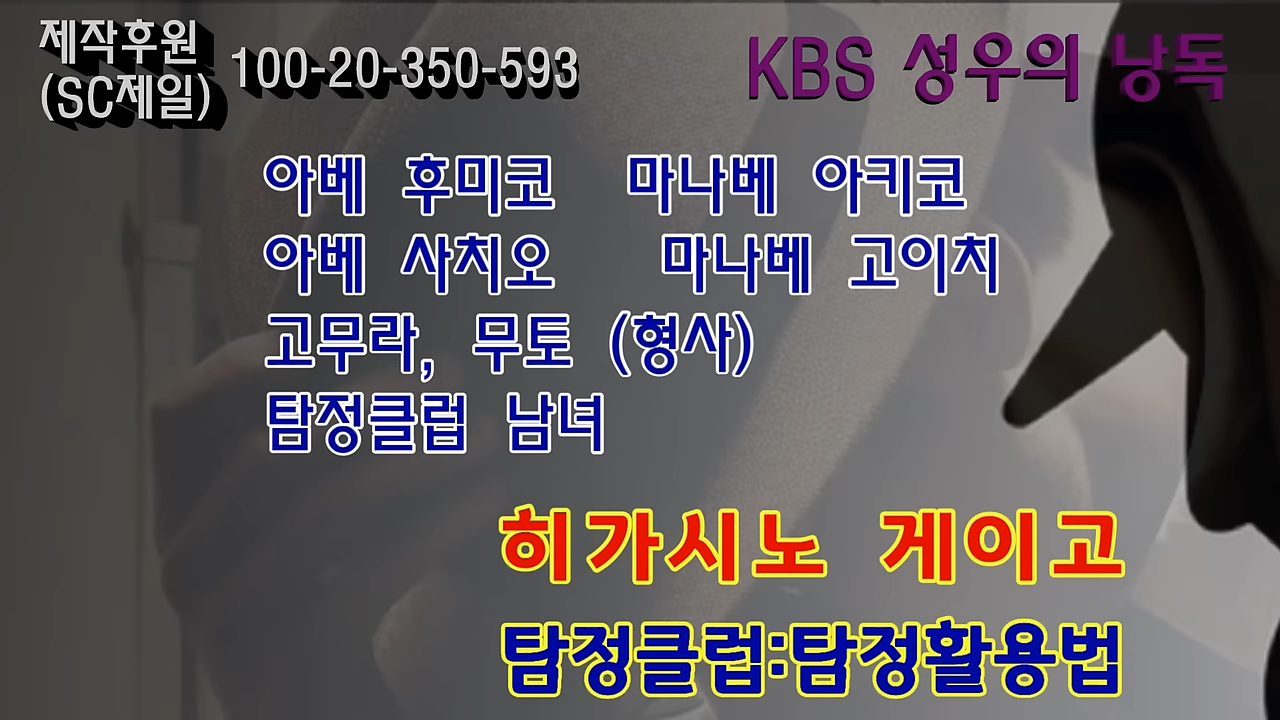 제작후원
(SC제일)
100-20-350-593
KBS 성우의 낭독
아베 후미코 마나베 아키코
아베 사치오 마나베 고이치
고무라, 무토 (형사)
탐정클럽 남녀
히가시노 게이고
탐정클럽:탐정활용법